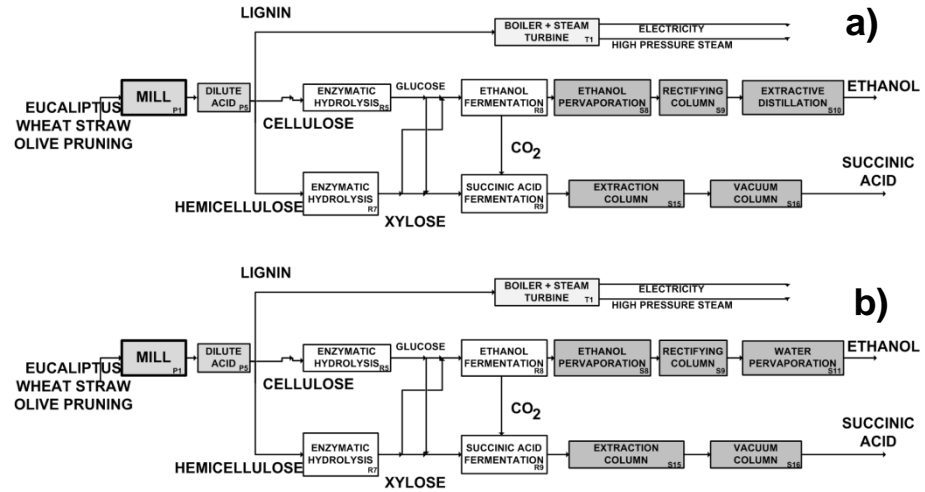 a)
LIGNIN
BOILER + STEAM
TURBINE T1
ELECTRICITY
HIGH PRESSURE STEAM
EUCALIPTUS
WHEAT STRAW
OLIVE PRUNING
MILL
P1
DILUTE
ACID P5
CELLULOSE
ENZYMATIC
HYDROLYSIS R5
GLUCOSE
ETHANOL
FERMENTATION
R8
ETHANOL
PERVAPORATION
S8
RECTIFYING
COLUMN
S9
EXTRACTIVE
DISTILLATION
S10
ETHANOL
CO2
HEMICELLULOSE
ENZYMATIC
HYDROLYSIS
R7
XYLOSE
SUCCINIC ACID
FERMENTATION
R9
EXTRACTION
COLUMN
S15
VACUUM
COLUMN
S16
SUCCINIC
ACID
b)
LIGNIN
BOILER + STEAM
TURBINE T1
ELECTRICITY
HIGH PRESSURE STEAM
EUCALIPTUS
WHEAT STRAW
OLIVE PRUNING
MILL
P1
DILUTE
ACID P5
CELLULOSE
ENZYMATIC
HYDROLYSIS R5
GLUCOSE
ETHANOL
FERMENTATION
R8
ETHANOL
PERVAPORATION
S8
RECTIFYING
COLUMN
S9
WATER
PERVAPORATION
S11
ETHANOL
CO2
HEMICELLULOSE
ENZYMATIC
HYDROLYSIS
R7
XYLOSE
SUCCINIC ACID
FERMENTATION
R9
EXTRACTION
COLUMN
S15
VACUUM
COLUMN
S16
SUCCINIC
ACID